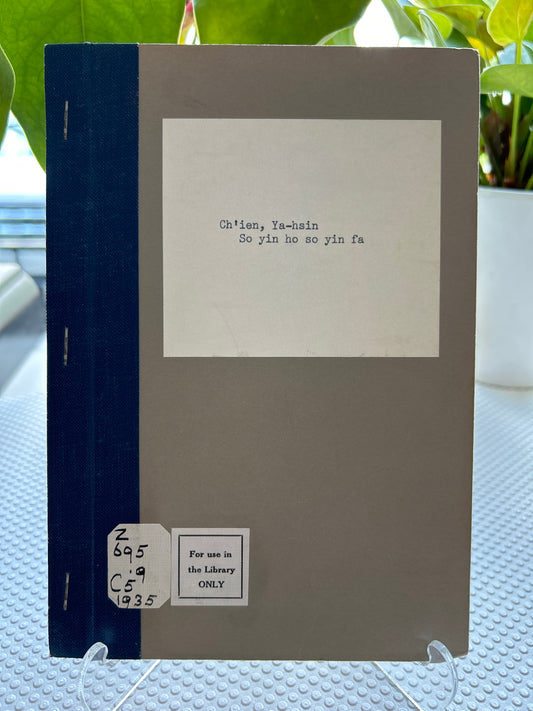 Ch'ien, Ya-hsin
So yin ho so yin fa
Z
695
.9
C5
1935
For use in
the Library
ONLY